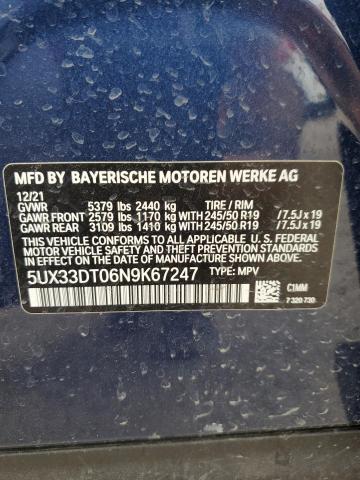 MFD BY BAYERISCHE MOTOREN WERKE AG
12/21
GVWR 5379 lbs 2440 kg TIRE / RIM
GAWR FRONT 2579 lbs 1170 kg WITH 245/50 R19 /7.5J x 19
GAWR REAR 3109 lbs 1410 kg WITH 245/50 R19 /7.5J x 19
THIS VEHICLE CONFORMS TO ALL APPLICABLE U.S. FEDERAL
MOTOR VEHICLE SAFETY, BUMPER, AND
THEFT PREVENTION STANDARDS IN EFFECT ON THE
DATE OF MANUFACTURE SHOWN ABOVE.
5UX33DT06N9K67247 TYPE: MPV
C1MM
7 320 730